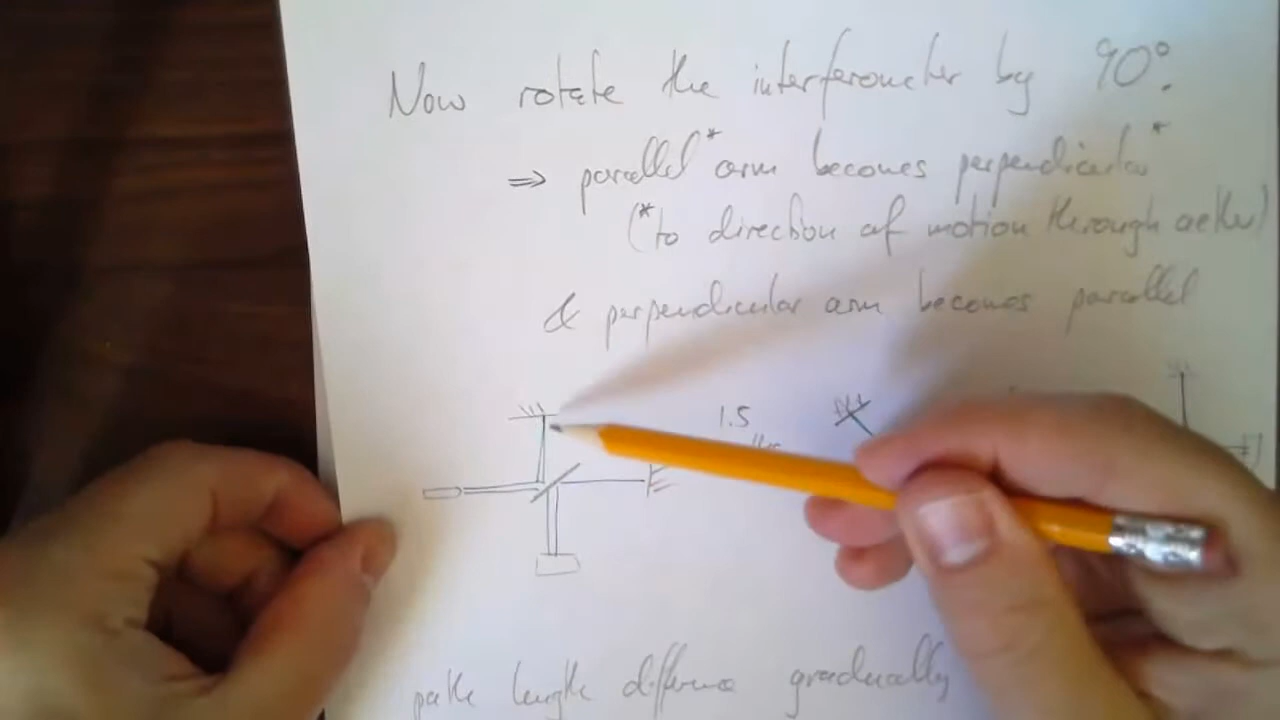 Now rotate the interferometer by 90°.
⇒ parallel* arm becomes perpendicular*
(*to direction of motion through aether)
& perpendicular arm becomes parallel
1.5
path length difference gradually